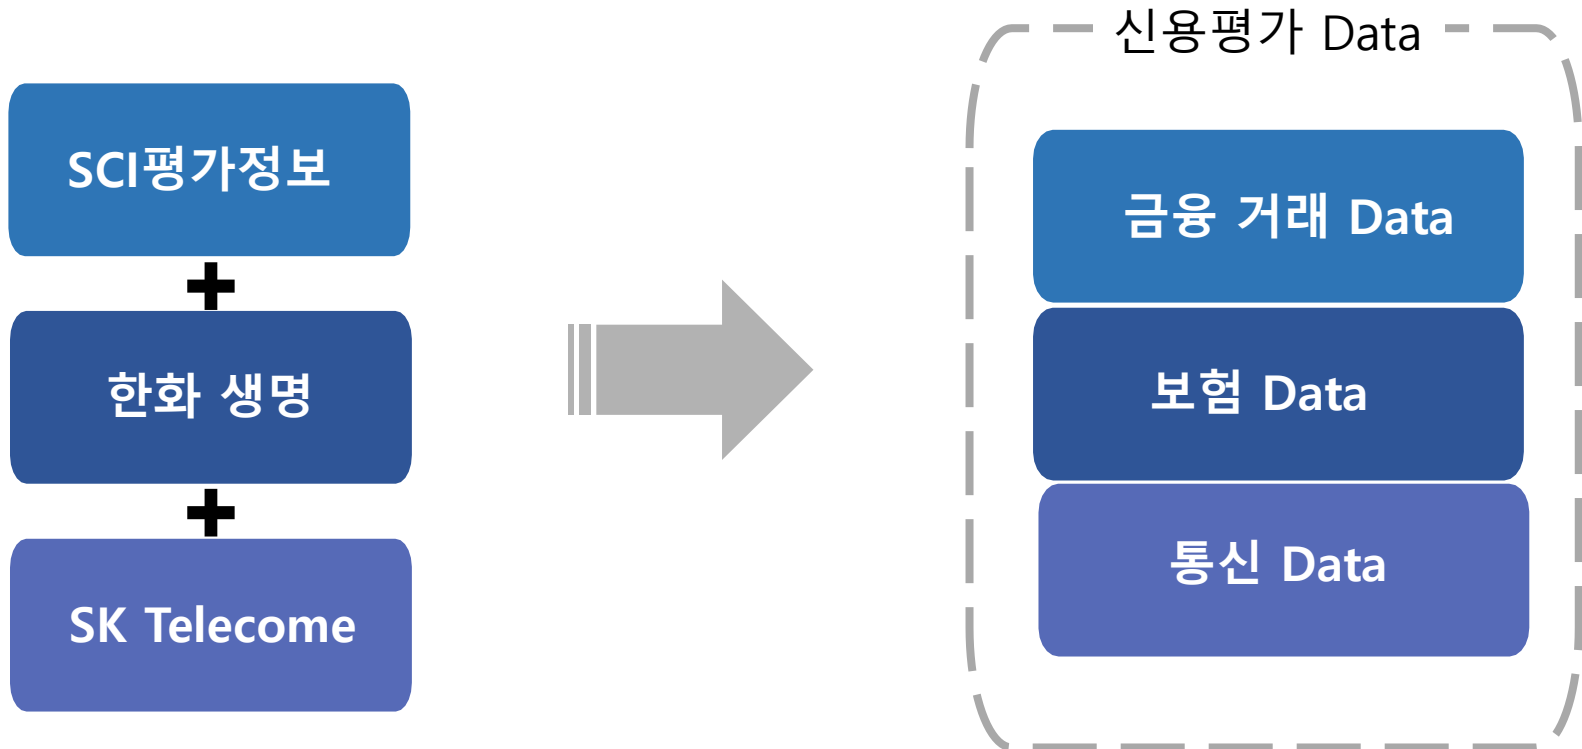 신용평가 Data
SCI평가정보
한화 생명
SK Telecome
금융 거래 Data
보험 Data
통신 Data